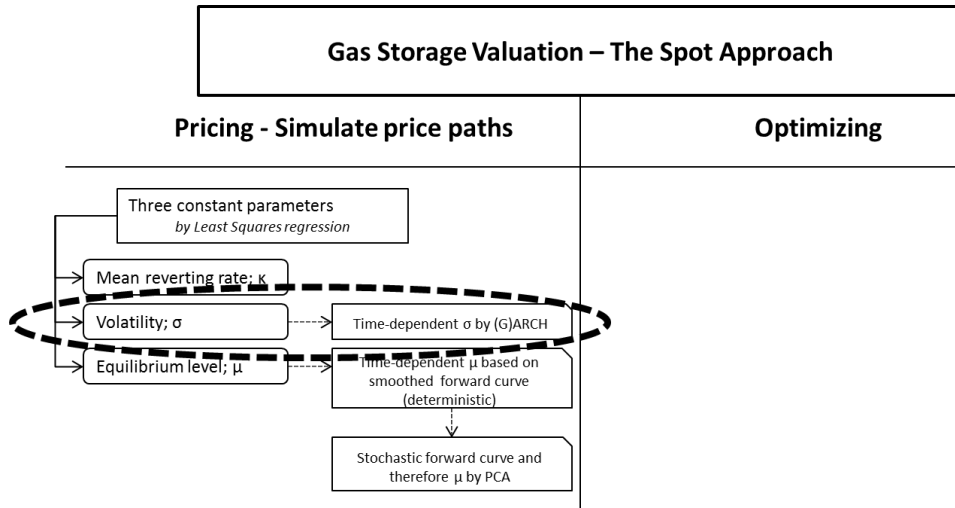 Gas Storage Valuation – The Spot Approach
Pricing - Simulate price paths
Optimizing
Three constant parameters
by Least Squares regression
Mean reverting rate; κ
Volatility; σ
Time-dependent σ by (G)ARCH
Equilibrium level; μ
Time-dependent μ based on
smoothed forward curve
(deterministic)
Stochastic forward curve and
therefore μ by PCA